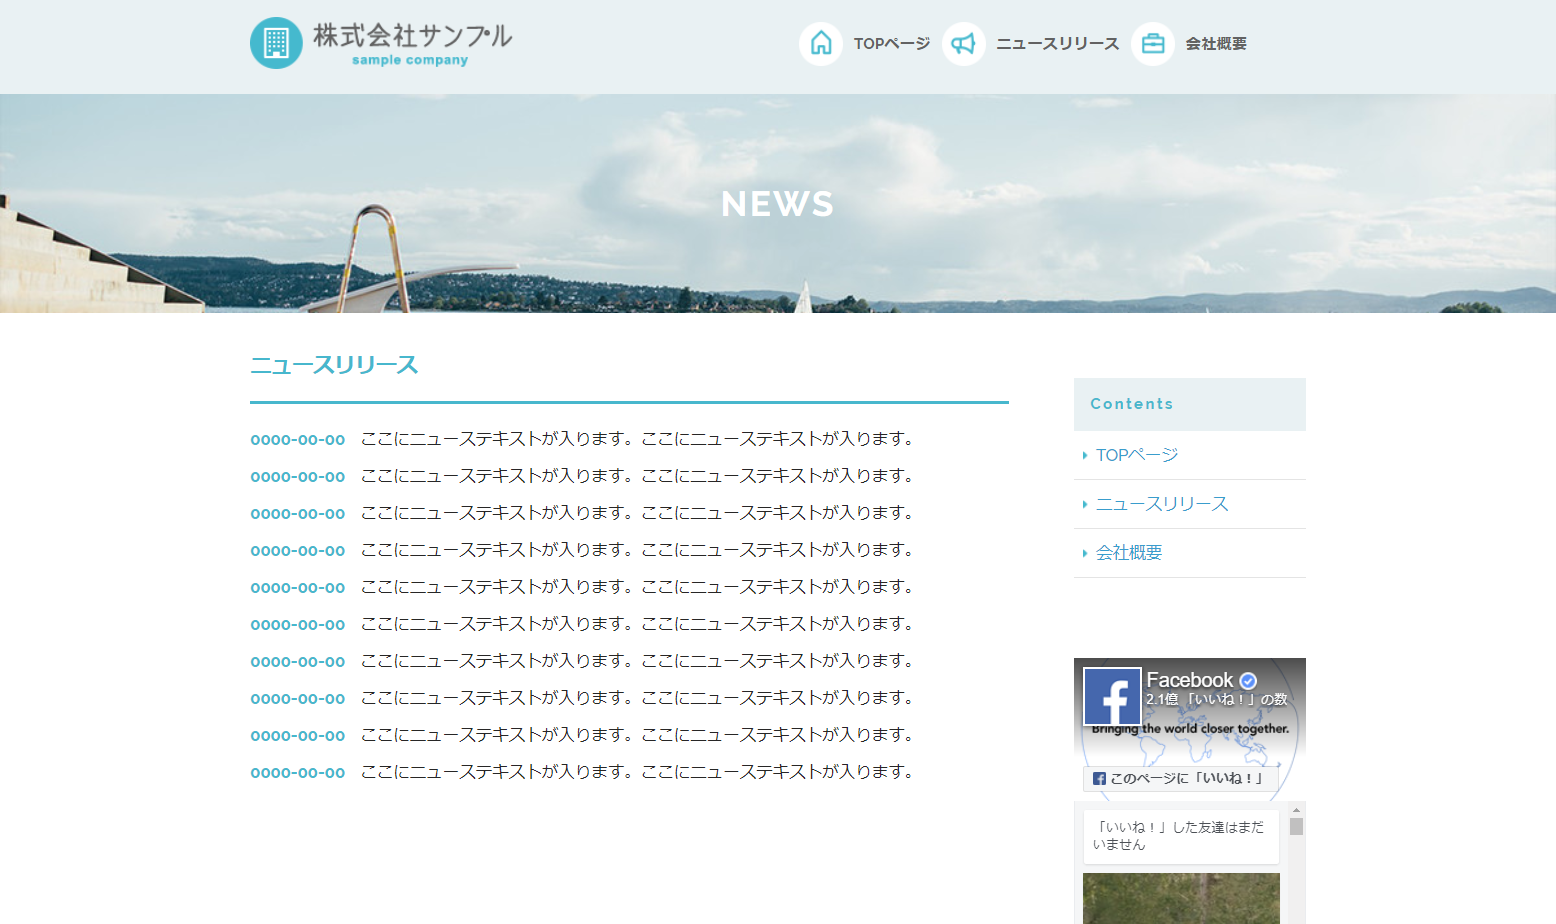 株式会社サンプル
sample company
TOPページ
ニュースリリース
会社概要
NEWS
ニュースリリース
0000-00-00 ここにニューステキストが入ります。ここにニューステキストが入ります。
0000-00-00 ここにニューステキストが入ります。ここにニューステキストが入ります。
0000-00-00 ここにニューステキストが入ります。ここにニューステキストが入ります。
0000-00-00 ここにニューステキストが入ります。ここにニューステキストが入ります。
0000-00-00 ここにニューステキストが入ります。ここにニューステキストが入ります。
0000-00-00 ここにニューステキストが入ります。ここにニューステキストが入ります。
0000-00-00 ここにニューステキストが入ります。ここにニューステキストが入ります。
0000-00-00 ここにニューステキストが入ります。ここにニューステキストが入ります。
0000-00-00 ここにニューステキストが入ります。ここにニューステキストが入ります。
0000-00-00 ここにニューステキストが入ります。ここにニューステキストが入ります。
Contents
TOPページ
ニュースリリース
会社概要
Facebook
2.1億 「いいね！」の数
Bringing the world closer together.
このページに「いいね！」
「いいね！」した友達はまだ
いません